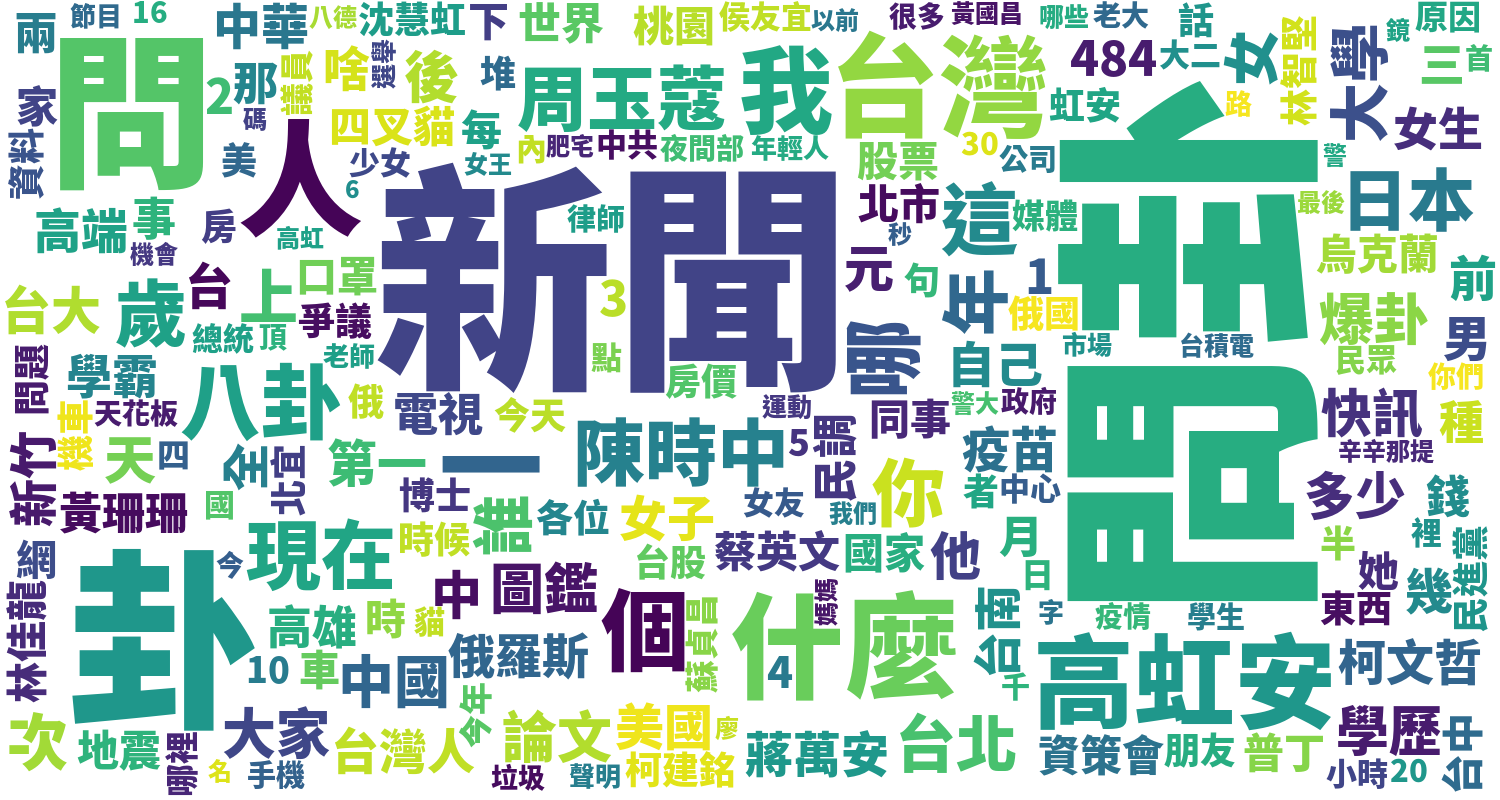 兩
節目
16
中華
八德
沈慧虹
下
世界
桃園
侯友宜
以前
很多
黃國昌
哪些
老大
話
原因
鏡
首
三
家
問
2
那
碼
議員
啥
選舉
後
堆
周玉蔻
我
台灣
484
大二
女
林智堅
大學
四叉貓
每
虹安
路
女生
資料
美
少女
6
人
女王
內
肥宅
中共
夜間部
年輕人
股票
30
公司
卦
警
高端
事
機會
房
高虹
新聞
律師
北市
秒
這
媒體
問卦
最後
日本
烏克蘭
前
台大
歲
台
上
口罩
爭議
總統
頂
老師
3
點
元
句
年
1
俄國
爆卦
民眾
男
市場
台積電
你們
問題
學霸
機車
天花板
八卦
俄
電視
今天
房價
運動
哪
自己
警大
政府
同事
民調
5
快訊
種
辛辛那提
新竹
天
四
全
北宜
第一
一
陳時中
疫苗
者
中心
多少
錢
黃珊珊
國
博士
誰
各位
女子
女友
我們
你
裡
半
民進黨
網
今
現在
時候
台股
蔡英文
國家
他
月
日
她
幾
林佳龍
卦
高雄
時
貓
中
圖鑑
個
蘇貞昌
什麼
媽媽
4
台南
千
字
疫情
學生
東西
10
車
中國
俄羅斯
今年
高虹安
柯文哲
次
地震
哪裡
名
大家
手機
台灣人
論文
垃圾
聲明
美國
廖
柯建銘
蔣萬安
台北
資策會
朋友
普丁
學歷
小時
20
台中